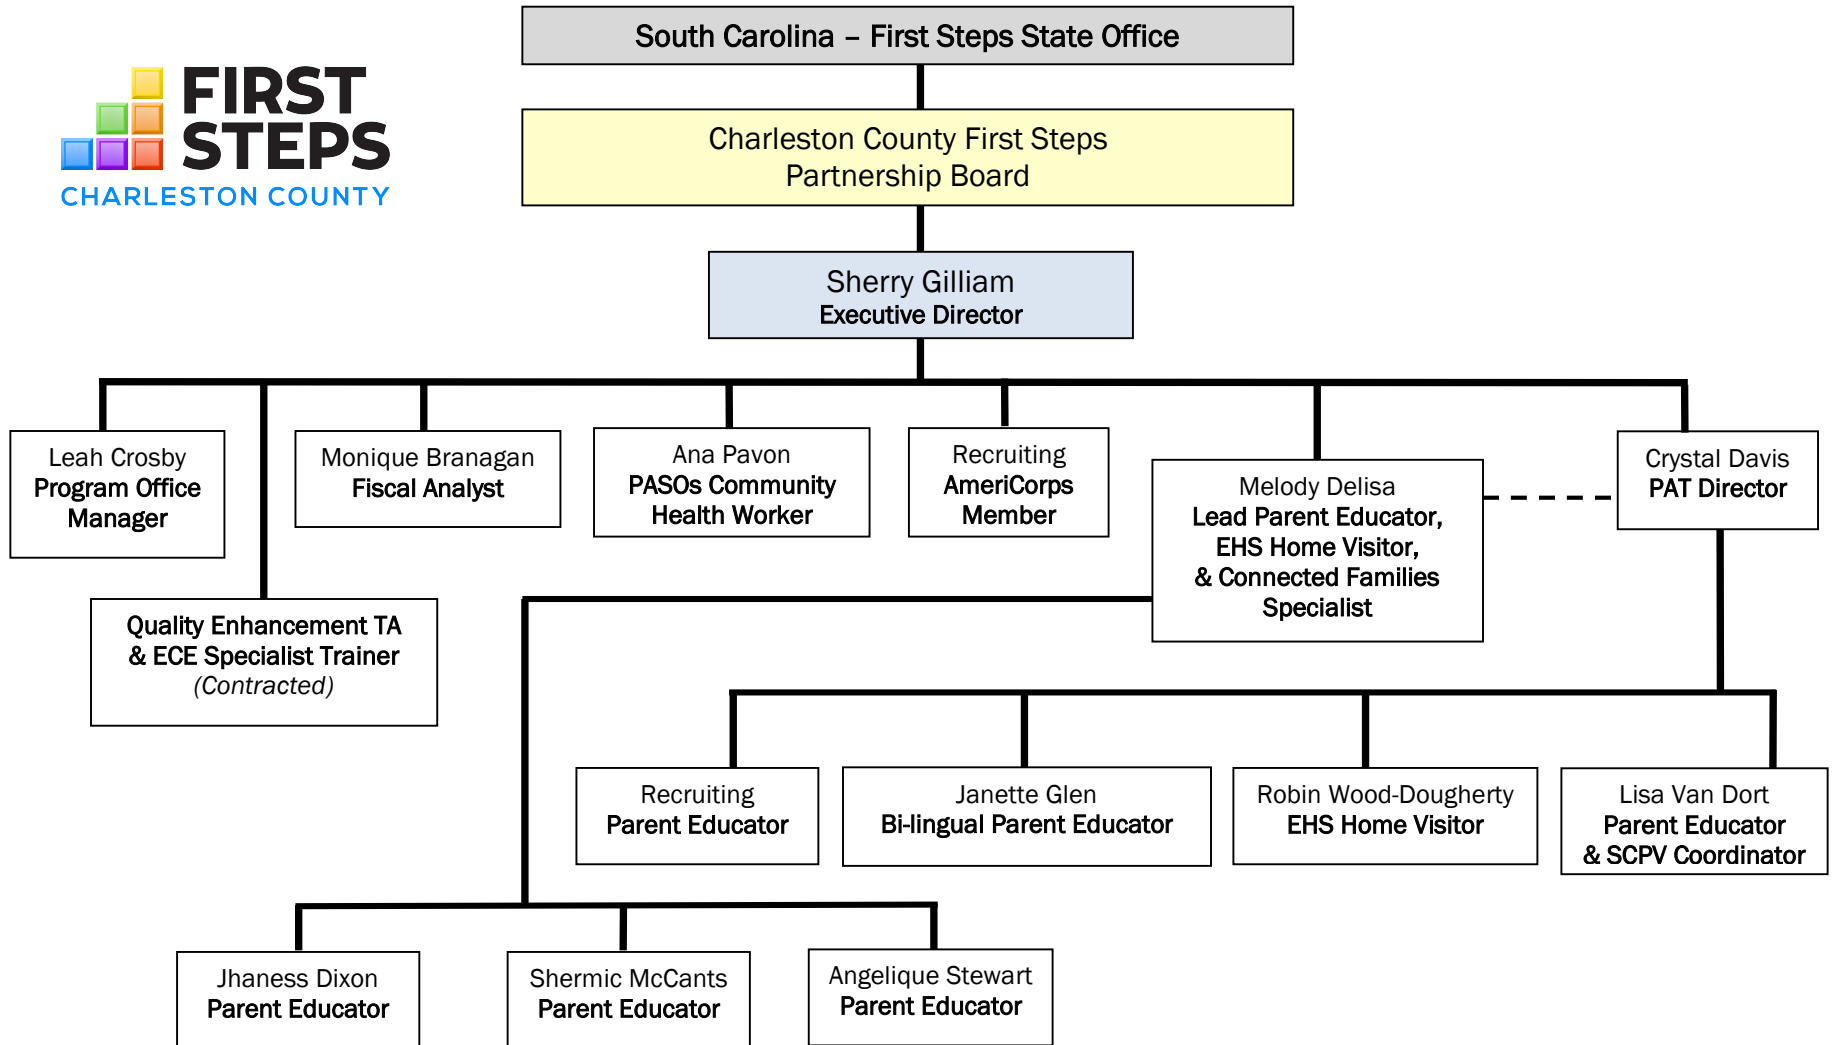 South Carolina – First Steps State Office
FIRST
STEPS
CHARLESTON COUNTY
Charleston County First Steps
Partnership Board
Sherry Gilliam
Executive Director
Leah Crosby
Program Office
Manager
Monique Branagan
Fiscal Analyst
Ana Pavon
PASOs Community
Health Worker
Recruiting
AmeriCorps
Member
Melody Delisa
Lead Parent Educator,
EHS Home Visitor,
& Connected Families
Specialist
Crystal Davis
PAT Director
Quality Enhancement TA
& ECE Specialist Trainer
(Contracted)
Recruiting
Parent Educator
Janette Glen
Bi-lingual Parent Educator
Robin Wood-Dougherty
EHS Home Visitor
Lisa Van Dort
Parent Educator
& SCPV Coordinator
Jhaness Dixon
Parent Educator
Shermic McCants
Parent Educator
Angelique Stewart
Parent Educator